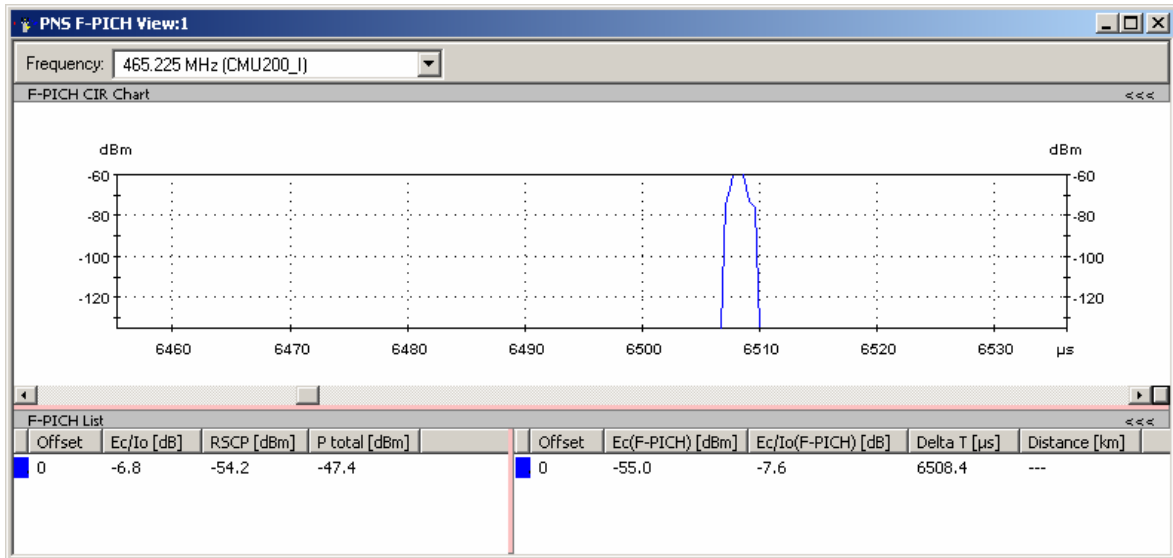 PNS F-PICH View:1
Frequency: 465.225 MHz (CMU200_I)
F-PICH CIR Chart <<<
dBm dBm
-60 -60
-80 -80
-100 -100
-120 -120
6460 6470 6480 6490 6500 6510 6520 6530 µs
F-PICH List <<<
Offset Ec/Io [dB] RSCP [dBm] P total [dBm] Offset Ec(F-PICH) [dBm] Ec/Io(F-PICH) [dB] Delta T [µs] Distance [km]
0 -6.8 -54.2 -47.4 0 -55.0 -7.6 6508.4 ---